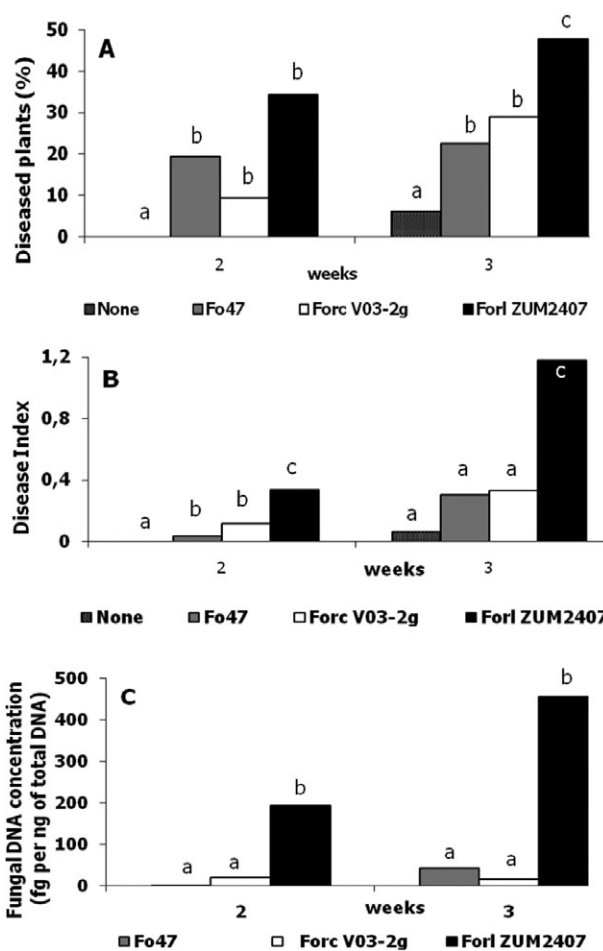 50
40
30
20
10
0
Diseased plants (%)
A
a
b
b
b
a
b
b
c
2
weeks
3
None
Fo47
Forc V03-2g
Forl ZUM2407
1,2
0,8
0,4
0
Disease Index
B
a
b
b
c
a
a
a
c
2
weeks
3
None
Fo47
Forc V03-2g
Forl ZUM2407
500
400
300
200
100
0
Fungal DNA concentration
(fg per ng of total DNA)
C
a
a
b
a
a
b
2
weeks
3
Fo47
Forc V03-2g
Forl ZUM2407